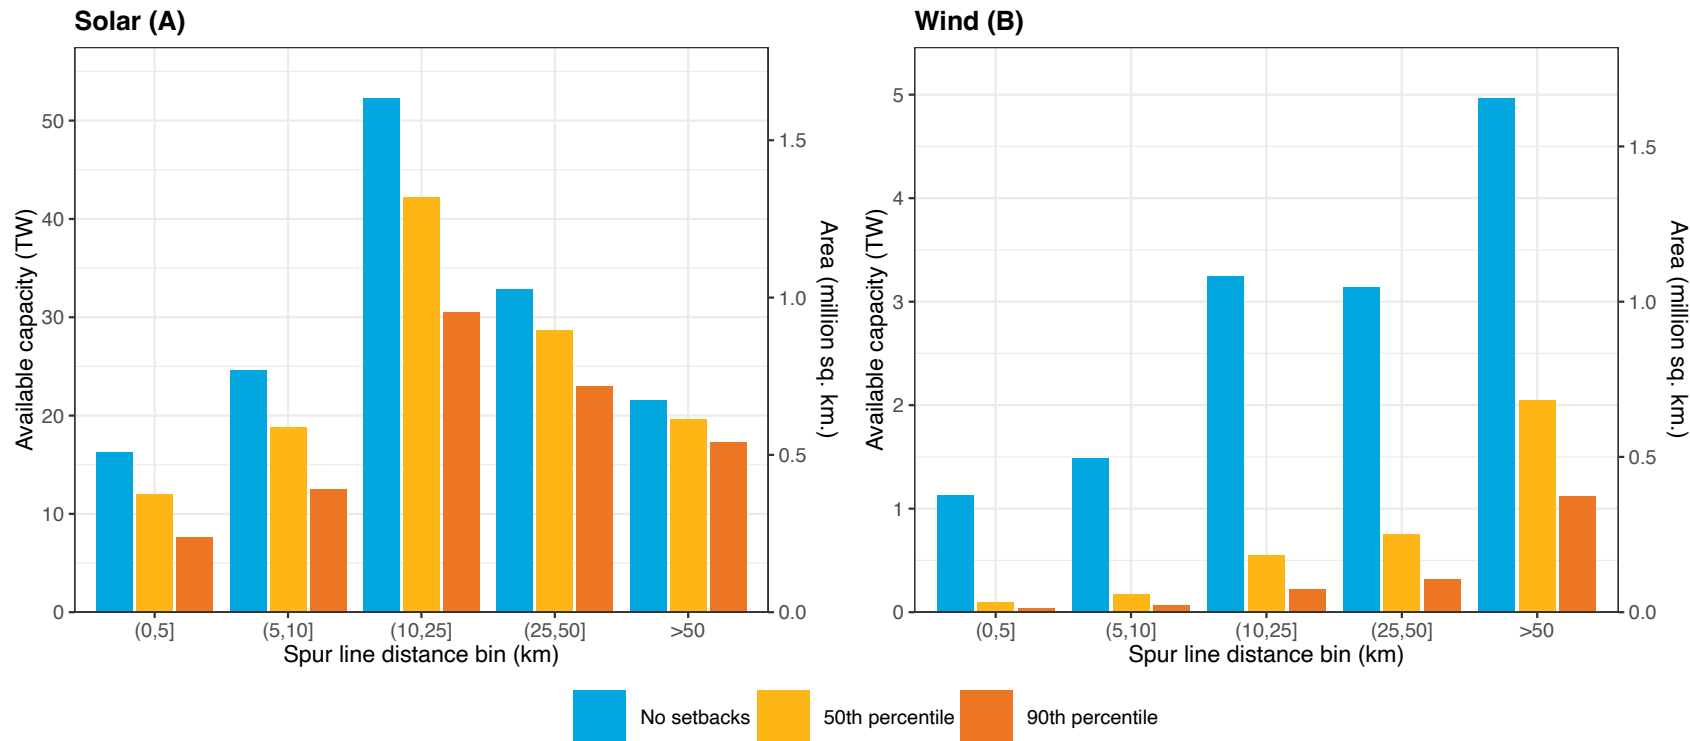 Solar (A)
Available capacity (TW)
50
40
30
20
10
0
1.5
1.0
0.5
0.0
Area (million sq. km.)
(0,5] (5,10] (10,25] (25,50] >50
Spur line distance bin (km)
Wind (B)
Available capacity (TW)
5
4
3
2
1
0
1.5
1.0
0.5
0.0
Area (million sq. km.)
(0,5] (5,10] (10,25] (25,50] >50
Spur line distance bin (km)
No setbacks 50th percentile 90th percentile